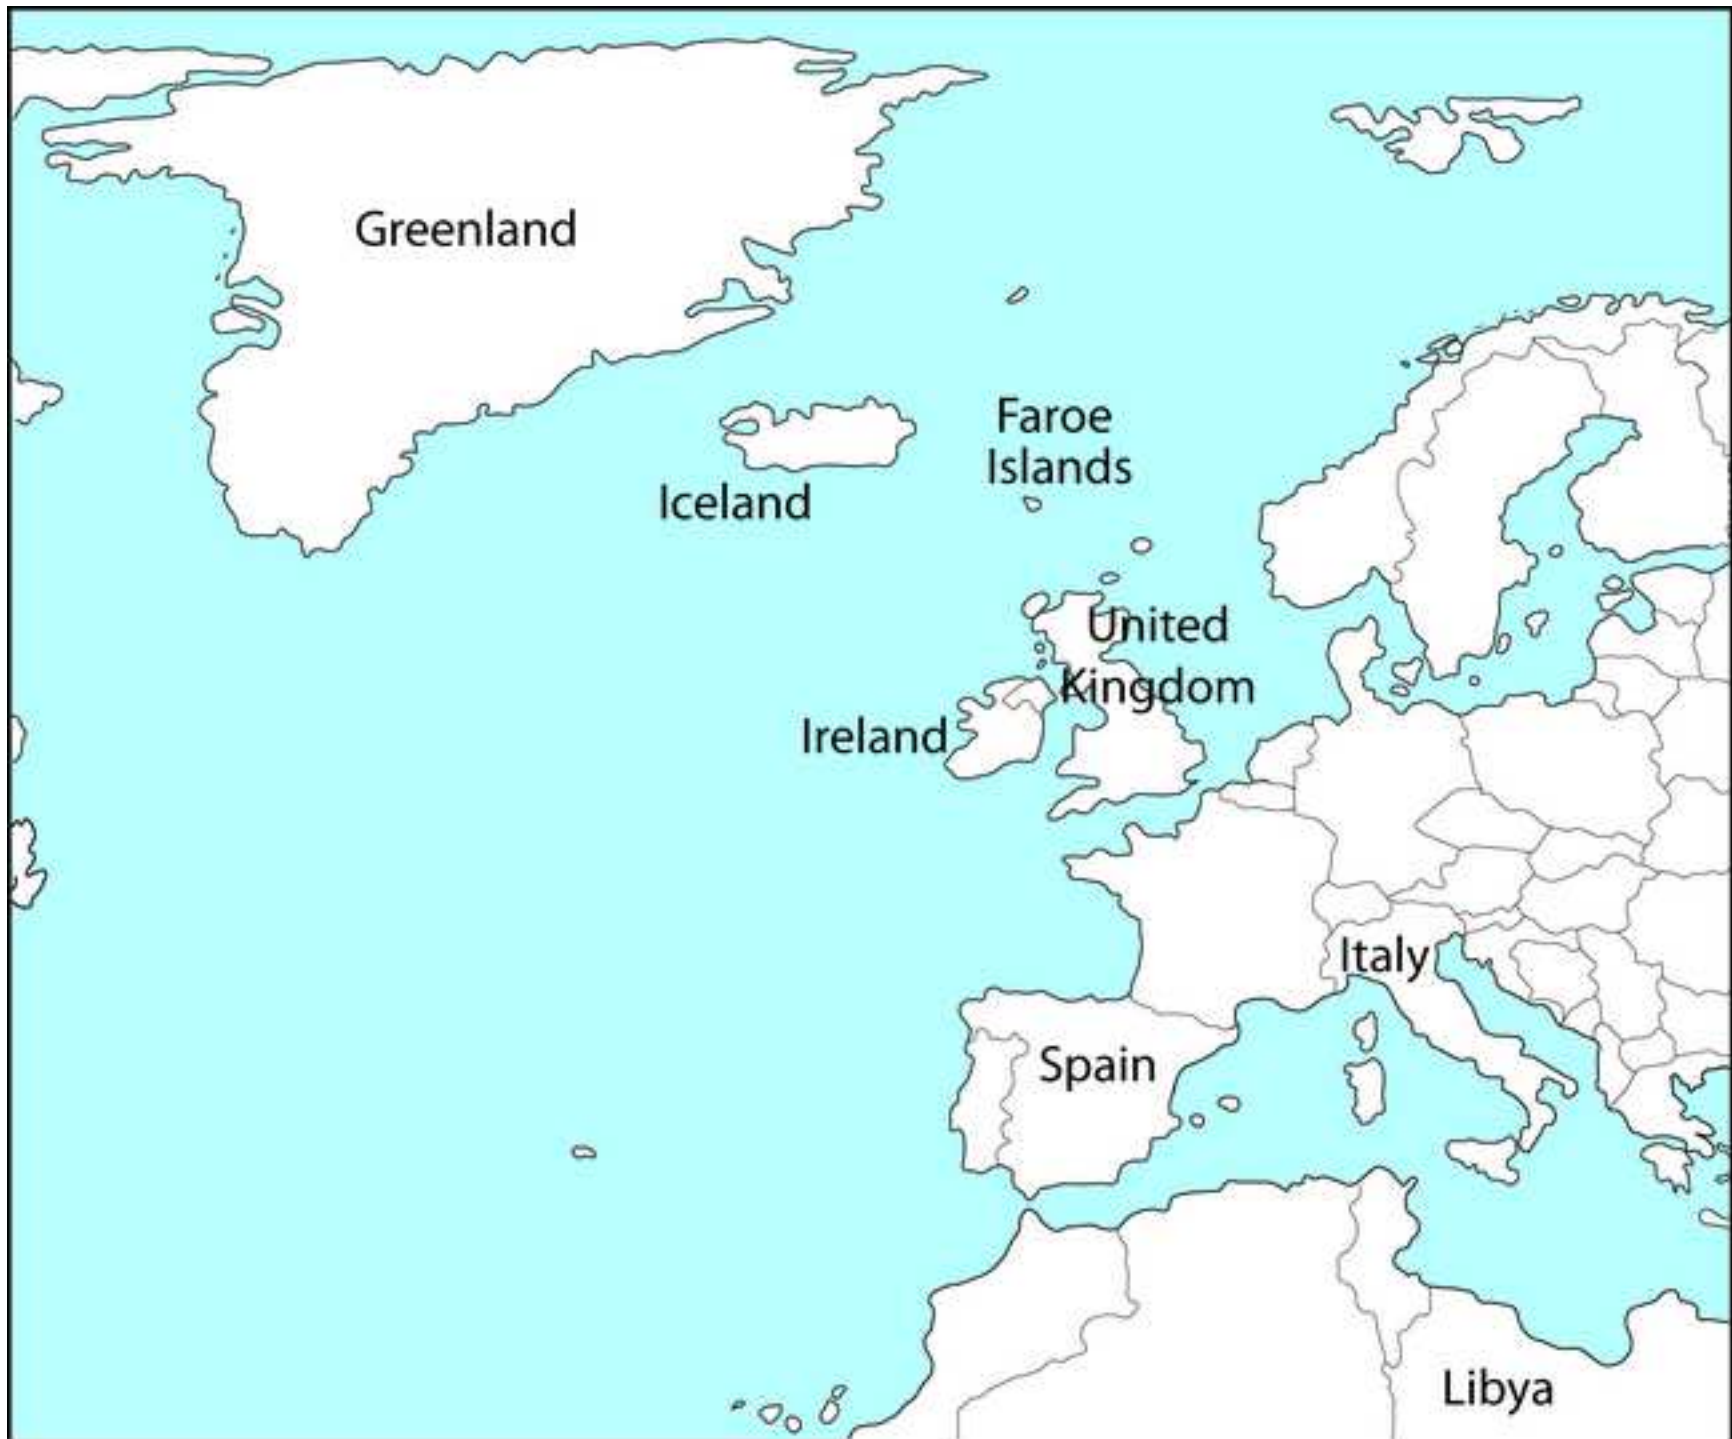 Greenland
Faroe
Islands
Iceland
United
Kingdom
Ireland
Italy
Spain
Libya